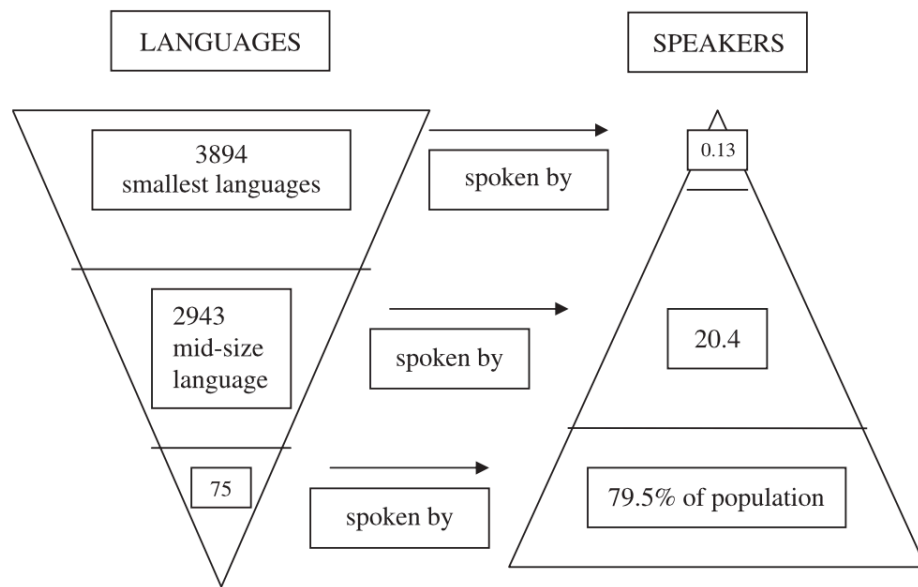 LANGUAGES
SPEAKERS
3894
smallest languages
spoken by
0.13
2943
mid-size
language
spoken by
20.4
75
spoken by
79.5% of population